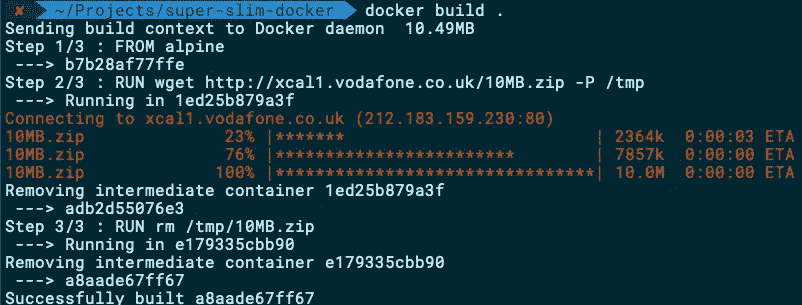 ✘ ~/Projects/super-slim-docker docker build .
Sending build context to Docker daemon  10.49MB
Step 1/3 : FROM alpine
 ---> b7b28af77ffe
Step 2/3 : RUN wget http://xcal1.vodafone.co.uk/10MB.zip -P /tmp
 ---> Running in 1ed25b879a3f
Connecting to xcal1.vodafone.co.uk (212.183.159.230:80)
10MB.zip              23% |*******                        |  2364k  0:00:03 ETA
10MB.zip              76% |***********************        |  7857k  0:00:00 ETA
10MB.zip             100% |*******************************|  10.0M  0:00:00 ETA
Removing intermediate container 1ed25b879a3f
 ---> adb2d55076e3
Step 3/3 : RUN rm /tmp/10MB.zip
 ---> Running in e179335cbb90
Removing intermediate container e179335cbb90
 ---> a8aade67ff67
Successfully built a8aade67ff67